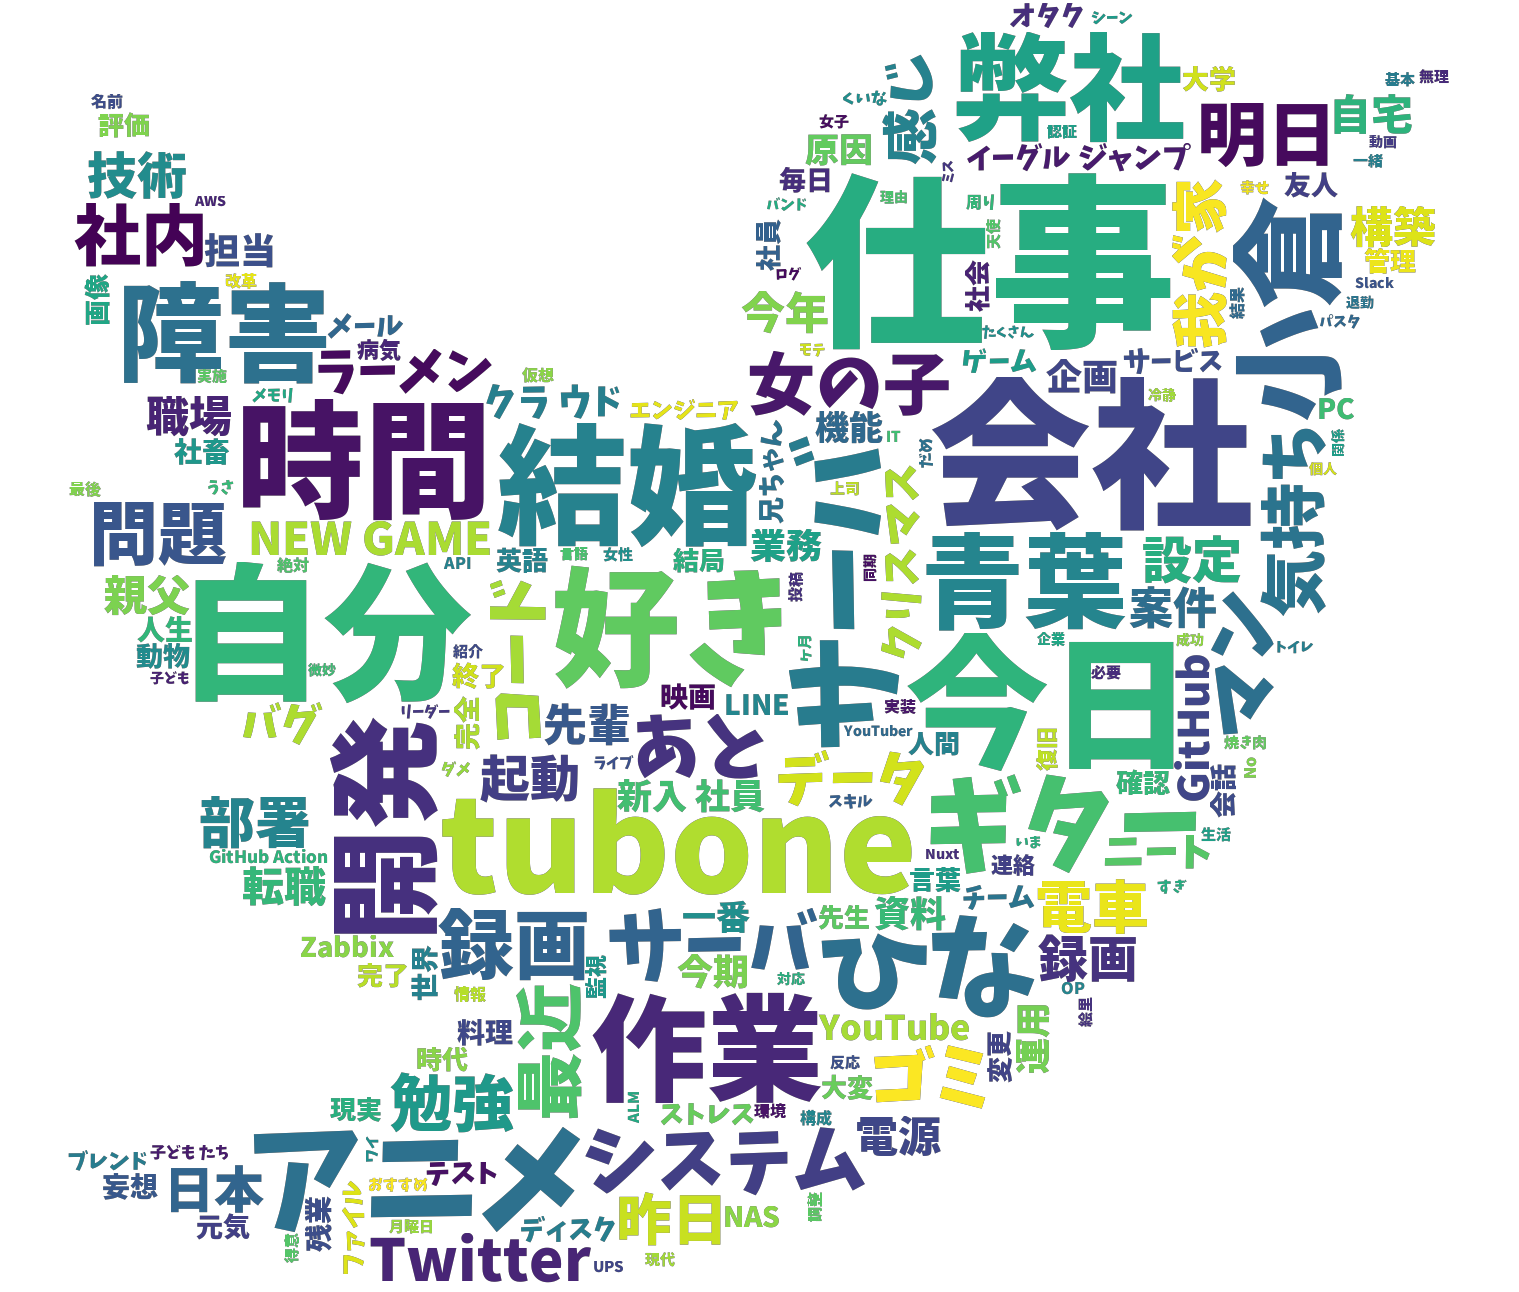 オタク
シーン
弊社
感じ
大学
基本
無理
くいな
名前
評価
女子
認証
明日
自宅
原因
イーグル ジャンプ
動画
一緒
技術
毎日
ミス
社内
AWS
バンド
理由
仕事
周り
天使
我が家
幸せ
友人
小倉
構築
担当
社員
管理
改革
ログ
社会
Slack
画像
障害
今年
たくさん
結果
退勤
パスタ
メール
病気
モテ
ラーメン
女の子
ゲーム
企画
サービス
実施
仮想
メモリ
クラウド
エンジニア
冷静
PC
職場
時間
結婚
兄ちゃん
機能
IT
だめ
会社
気持ち
関係
社畜
個人
最後
うさ
上司
クリスマス
問題
NEW GAME
業務
青葉
設定
絶対
API
英語
言語
女性
結局
同期
親父
自分
コード
好き
投稿
サーバー
案件
人生
動物
ヶ月
企業
今日
成功
トイレ
子ども
微妙
紹介
終了
映画
LINE
必要
GitHub
マン
バグ
リーダー
完全
先輩
あと
実装
YouTuber
人間
復旧
焼き肉
開発
ダメ
起動
ライブ
データ
確認
会話
No
部署
新入 社員
スキル
ギター
tubone
いま
ニート
生活
GitHub Action
Nuxt
連絡
転職
言葉
チーム
電車
すぎ
録画
サーバ
一番
先生
資料
ひな
Zabbix
完了
世界
監視
今期
対応
録画
情報
OP
最近
作業
絵里
料理
YouTube
変更
運用
時代
反応
ゴミ
大変
現実
勉強
ALM
ストレス
環境
構成
電源
アニメ
システム
ブレンド
子ども たち
ワイ
テスト
妄想
日本
おすすめ
元気
残業
ファイル
月曜日
ディスク
昨日
NAS
調整
得意
Twitter
UPS
現代